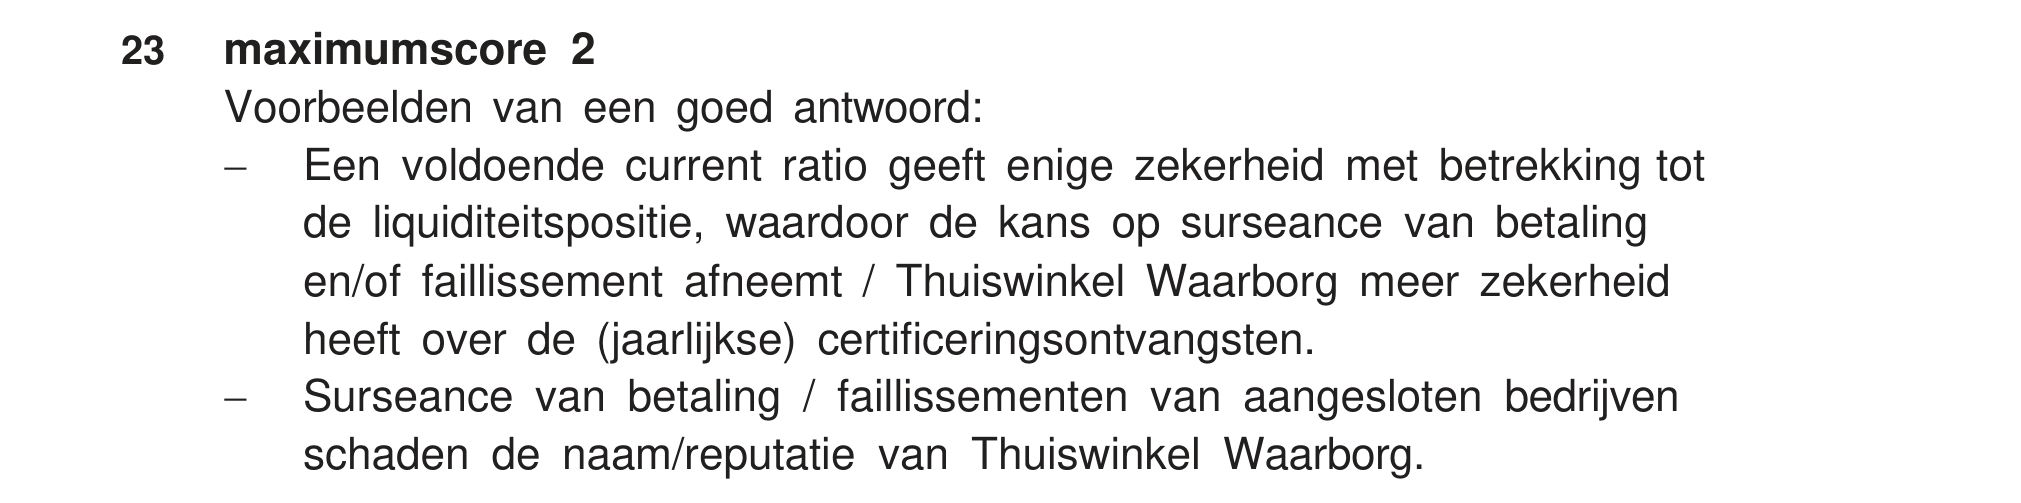 23 maximumscore 2
Voorbeelden van een goed antwoord:
– Een voldoende current ratio geeft enige zekerheid met betrekking tot
de liquiditeitspositie, waardoor de kans op surseance van betaling
en/of faillissement afneemt / Thuiswinkel Waarborg meer zekerheid
heeft over de (jaarlijkse) certificeringsontvangsten.
– Surseance van betaling / faillissementen van aangesloten bedrijven
schaden de naam/reputatie van Thuiswinkel Waarborg.